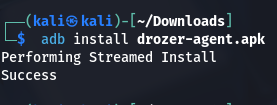 ┌──(kali㉿kali)-[~/Downloads]
└─$ adb install drozer-agent.apk
Performing Streamed Install
Success